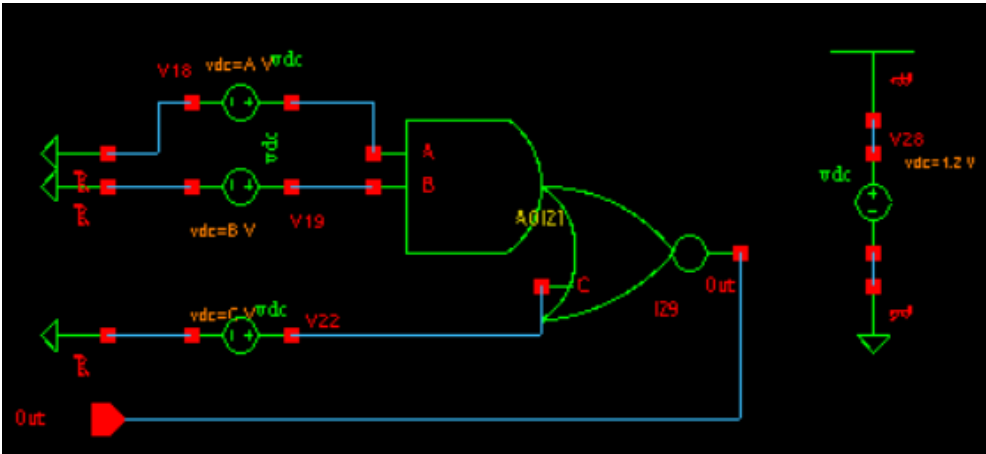 V18 vdc=A V vdc
vdc
A
B
V19
vdc=B V
AOI21
C
Out
I29
vdc=C V vdc
V22
Out
V28
vdc=1.2 V
vdc